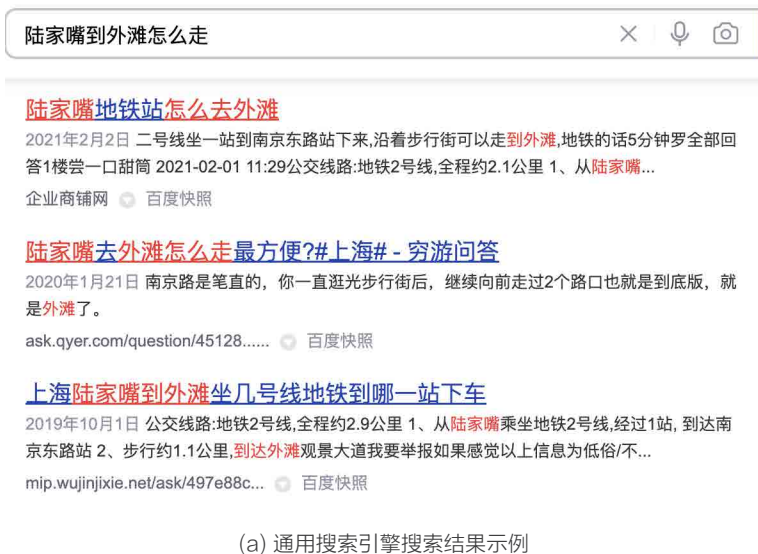 陆家嘴到外滩怎么走
陆家嘴地铁站怎么去外滩
2021年2月2日 二号线坐一站到南京东路站下来,沿着步行街可以走到外滩,地铁的话5分钟罗全部回
答1楼尝一口甜筒 2021-02-01 11:29公交线路:地铁2号线,全程约2.1公里 1、从陆家嘴...
企业商铺网 百度快照
陆家嘴去外滩怎么走最方便?#上海# - 穷游问答
2020年1月21日 南京路是笔直的，你一直逛光步行街后，继续向前走过2个路口也就是到底版，就
是外滩了。
ask.qyer.com/question/45128...... 百度快照
上海陆家嘴到外滩坐几号线地铁到哪一站下车
2019年10月1日 公交线路:地铁2号线,全程约2.9公里 1、从陆家嘴乘坐地铁2号线,经过1站, 到达南
京东路站 2、步行约1.1公里,到达外滩观景大道我要举报如果感觉以上信息为低俗/不...
mip.wujinjixie.net/ask/497e88c... 百度快照
(a) 通用搜索引擎搜索结果示例